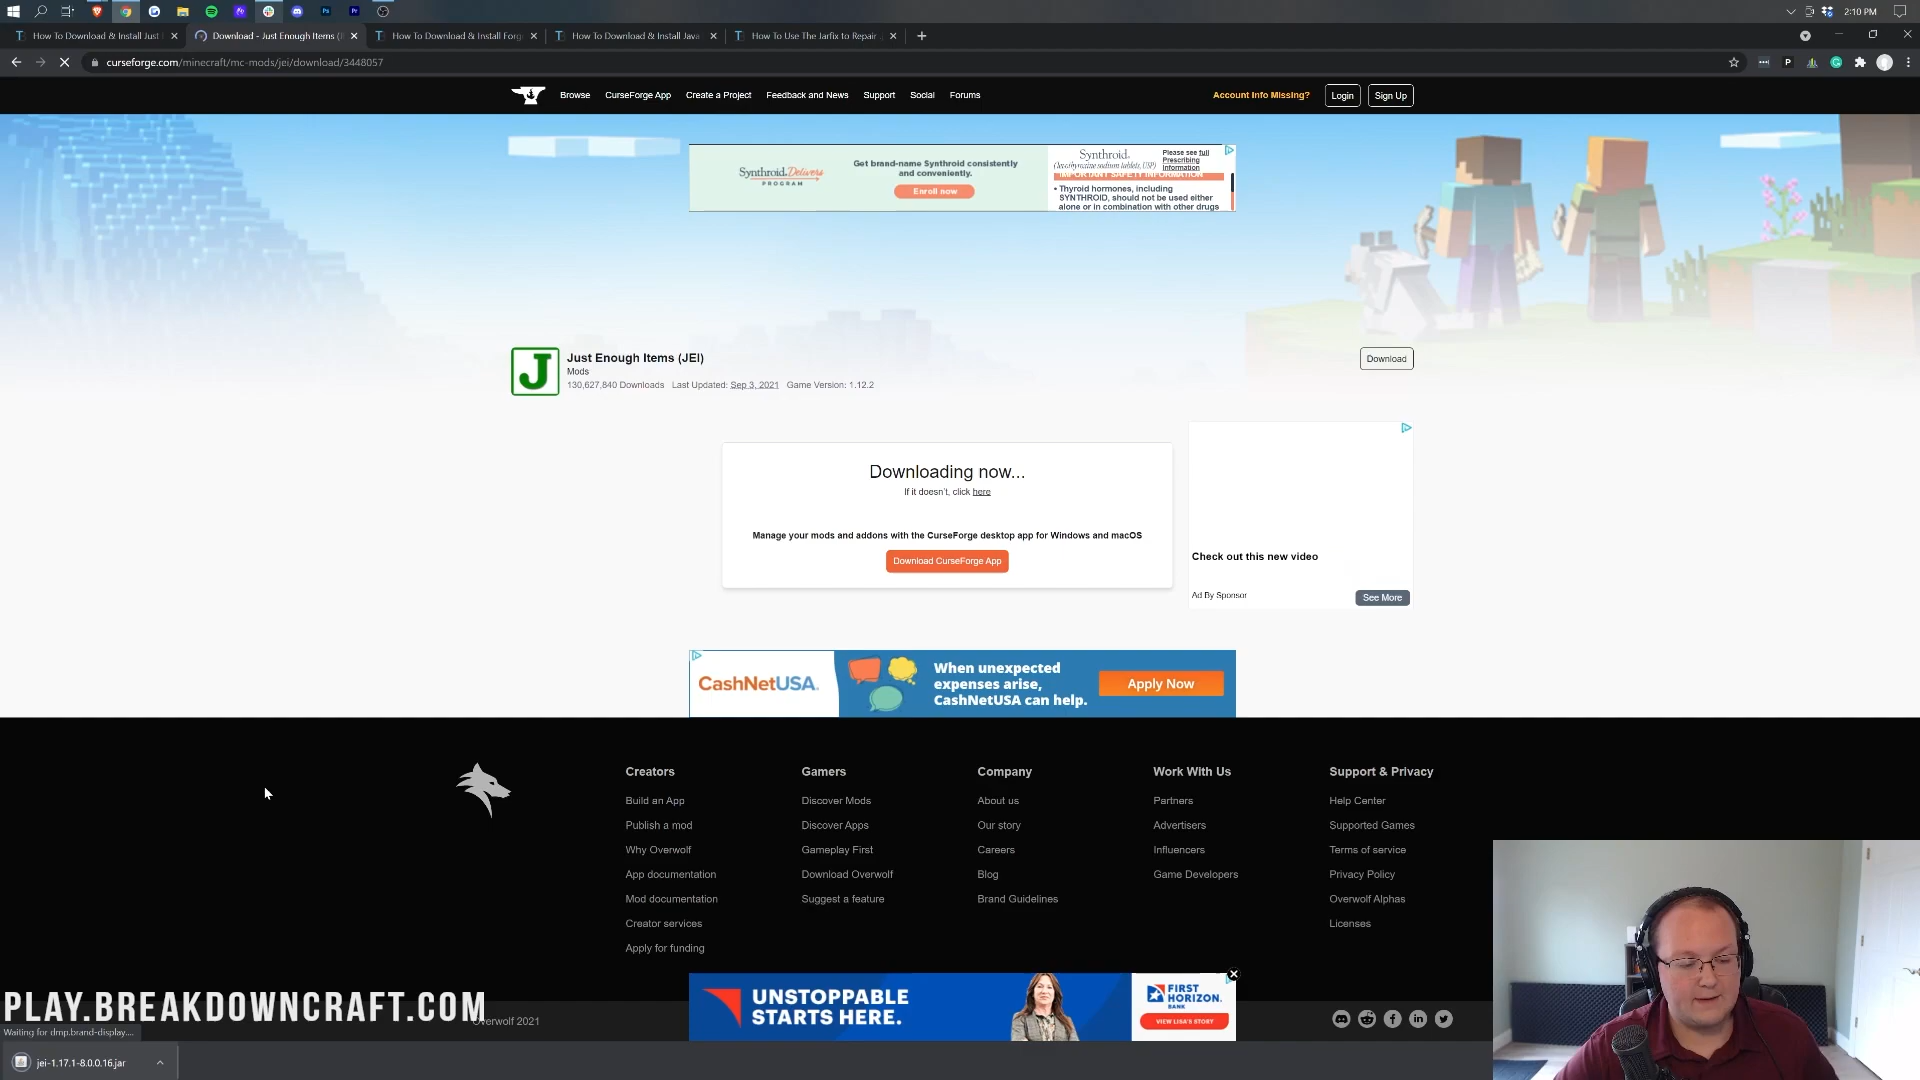 2:10 PM
How To Download & Install Just
Download - Just Enough Items (
How To Download & Install Forg
How To Download & Install Java
How To Use The Jarfix to Repair
curseforge.com/minecraft/mc-mods/jei/download/3448057
Browse
CurseForge App
Create a Project
Feedback and News
Support
Social
Forums
Account Info Missing?
Login
Sign Up
Synthroid Delivers
PROGRAM
Get brand-name Synthroid consistently
and conveniently.
Enroll now
Synthroid
(levothyroxine sodium tablets, USP)
Please see full
Prescribing
Information
IMPORTANT SAFETY INFORMATION
• Thyroid hormones, including
SYNTHROID, should not be used either
alone or in combination with other drugs
Just Enough Items (JEI)
Mods
130,627,840 Downloads Last Updated: Sep 3, 2021 Game Version: 1.12.2
Download
Downloading now...
If it doesn't, click here
Manage your mods and addons with the CurseForge desktop app for Windows and macOS
Download CurseForge App
Check out this new video
Ad By Sponsor
See More
CashNetUSA.
When unexpected
expenses arise,
CashNetUSA can help.
Apply Now
Creators
Build an App
Publish a mod
Why Overwolf
App documentation
Mod documentation
Creator services
Apply for funding
Gamers
Discover Mods
Discover Apps
Gameplay First
Download Overwolf
Suggest a feature
Company
About us
Our story
Careers
Blog
Brand Guidelines
Work With Us
Partners
Advertisers
Influencers
Game Developers
Support & Privacy
Help Center
Supported Games
Terms of service
Privacy Policy
Overwolf Alphas
Licenses
UNSTOPPABLE
STARTS HERE.
FIRST
HORIZON.
BANK
VIEW LISA'S STORY
PLAY.BREAKDOWNCRAFT.COM
Overwolf 2021
Waiting for dmp.brand-display....
jei-1.17.1-8.0.0.16.jar